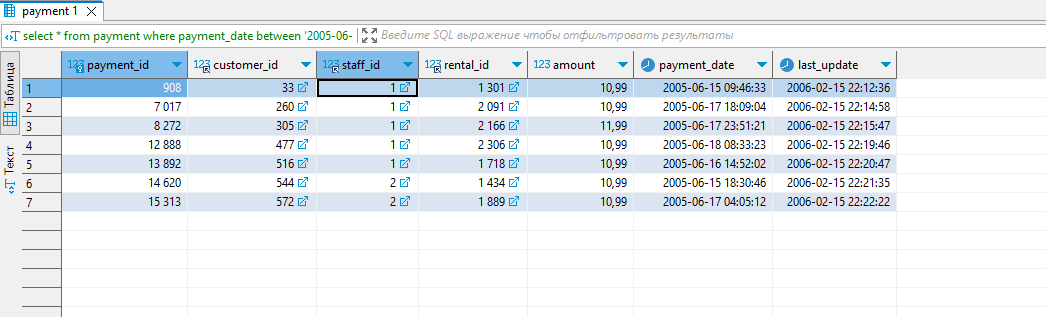 payment 1
select * from payment where payment_date between '2005-06- Введите SQL выражение чтобы отфильтровать результаты
Таблица
Текст
123 payment_id 123 customer_id 123 staff_id 123 rental_id 123 amount payment_date last_update
1 908 33 1 1 301 10,99 2005-06-15 09:46:33 2006-02-15 22:12:36
2 7 017 260 1 2 091 10,99 2005-06-17 18:09:04 2006-02-15 22:14:58
3 8 272 305 1 2 166 11,99 2005-06-17 23:51:21 2006-02-15 22:15:47
4 12 888 477 1 2 306 10,99 2005-06-18 08:33:23 2006-02-15 22:19:46
5 13 892 516 1 1 718 10,99 2005-06-16 14:52:02 2006-02-15 22:20:47
6 14 620 544 2 1 434 10,99 2005-06-15 18:30:46 2006-02-15 22:21:35
7 15 313 572 2 1 889 10,99 2005-06-17 04:05:12 2006-02-15 22:22:22